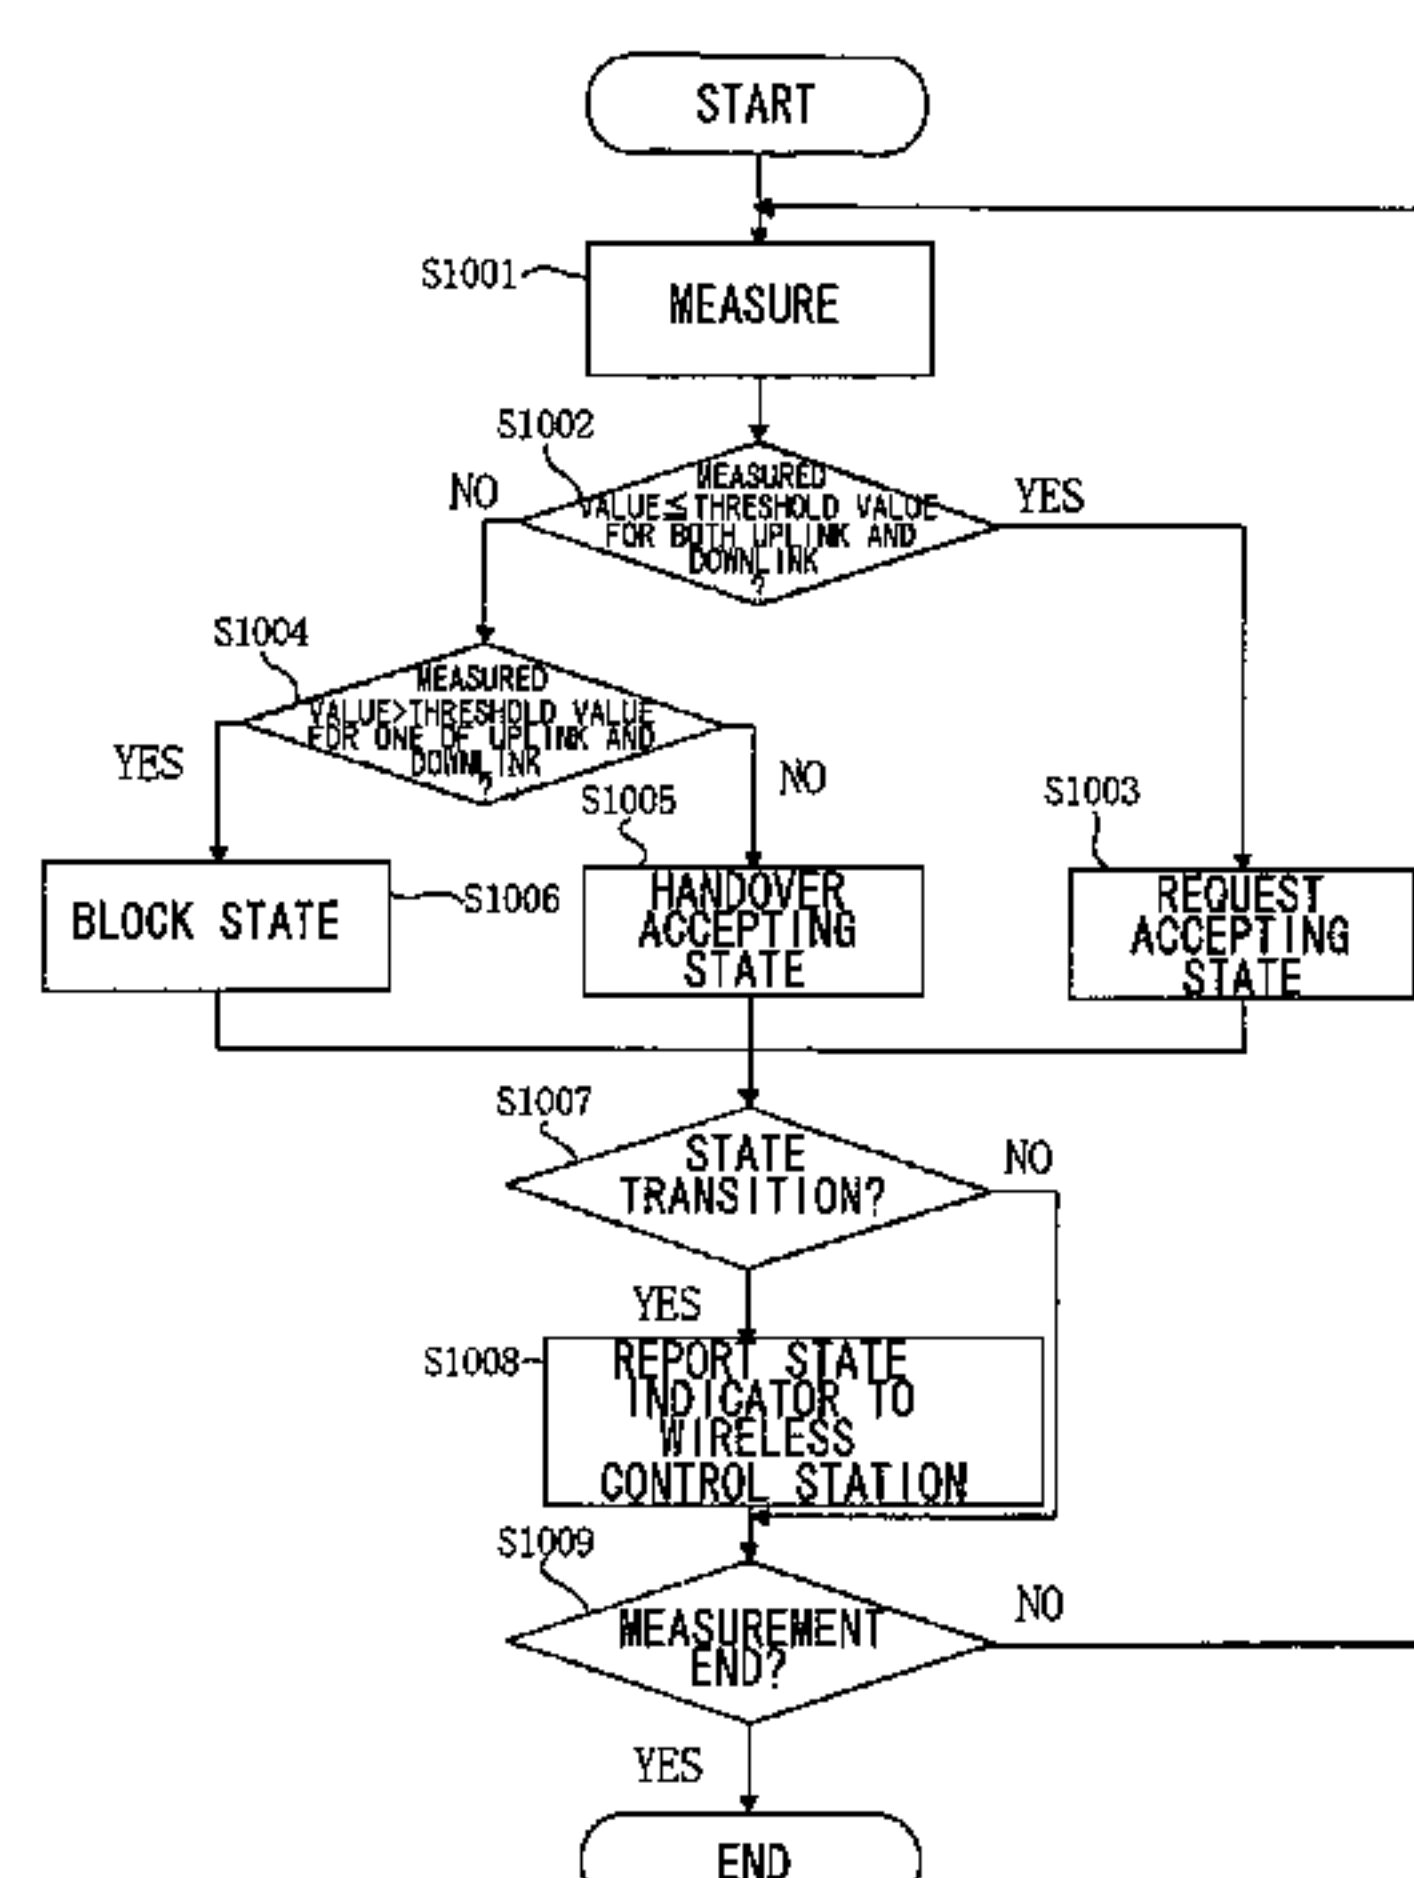 START
S1001
MEASURE
S1002
NO
MEASURED
VALUE≦THRESHOLD VALUE
FOR BOTH UPLINK AND
DOWNLINK
?
YES
S1004
MEASURED
VALUE>THRESHOLD VALUE
FOR ONE OF UPLINK AND
DOWNLINK
?
YES
NO
S1005
S1003
BLOCK STATE
S1006
HANDOVER
ACCEPTING
STATE
REQUEST
ACCEPTING
STATE
S1007
STATE
TRANSITION?
NO
YES
S1008
REPORT STATE
INDICATOR TO
WIRELESS
CONTROL STATION
S1009
MEASUREMENT
END?
NO
YES
END